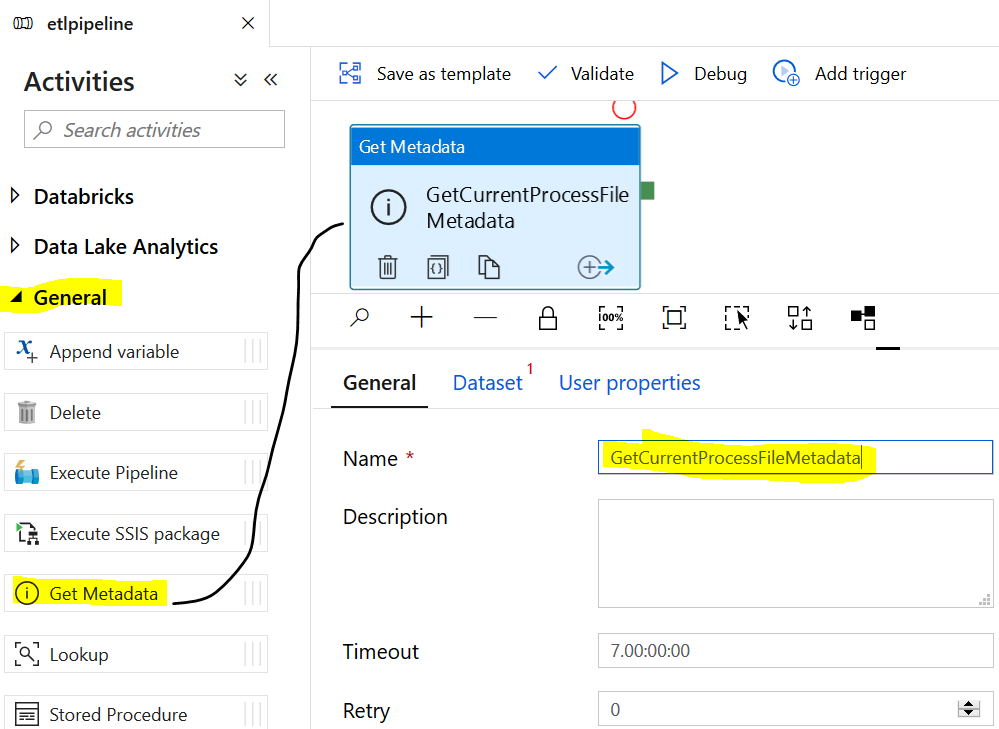 etlpipeline
Activities
Search activities
Databricks
Data Lake Analytics
General
Append variable
Delete
Execute Pipeline
Execute SSIS package
Get Metadata
Lookup
Stored Procedure
Save as template Validate Debug Add trigger
Get Metadata
GetCurrentProcessFile
Metadata
100%
General Dataset 1 User properties
Name * GetCurrentProcessFileMetadata
Description
Timeout 7.00:00:00
Retry 0